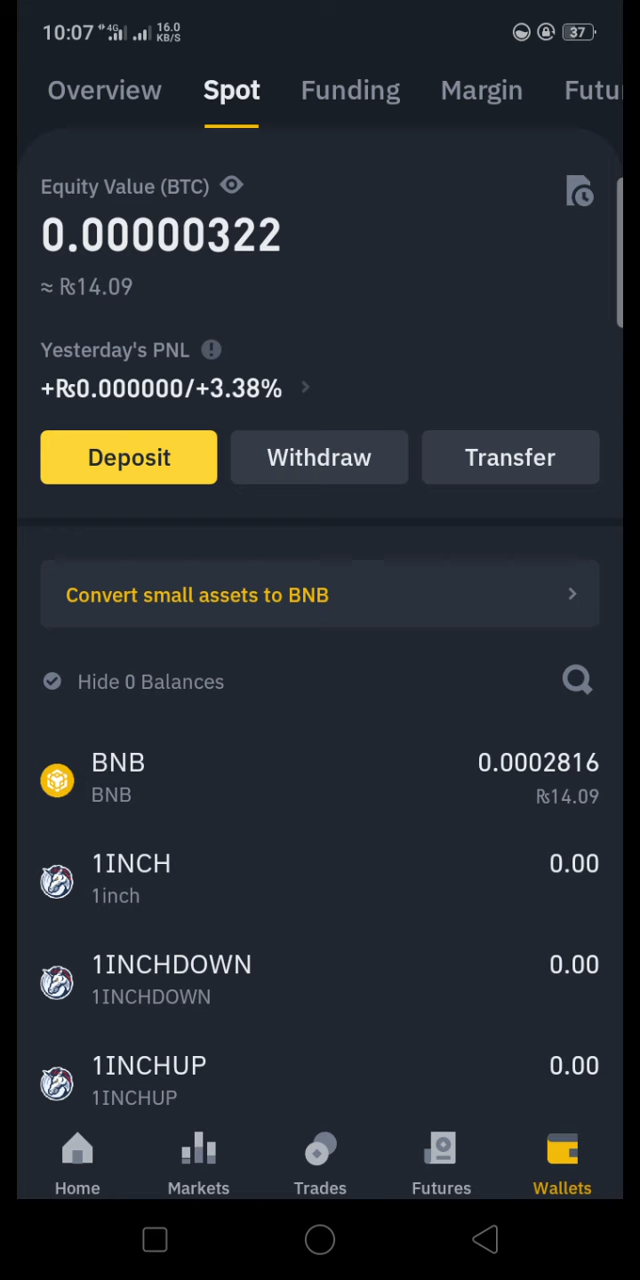 10:07 4G 16.0 KB/S 37
Overview Spot Funding Margin Futu
Equity Value (BTC)
0.00000322
≈ ₨14.09
Yesterday's PNL
+₨0.000000/+3.38%
Deposit Withdraw Transfer
Convert small assets to BNB
Hide 0 Balances
BNB 0.0002816
BNB ₨14.09
1INCH 0.00
1inch
1INCHDOWN 0.00
1INCHDOWN
1INCHUP 0.00
1INCHUP
Home Markets Trades Futures Wallets